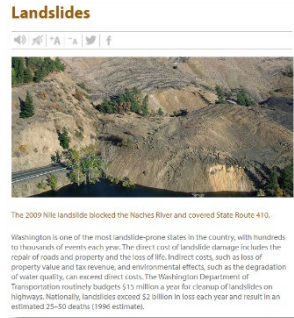 Landslides
+A -A f
The 2009 Nile landslide blocked the Naches River and covered State Route 410.
Washington is one of the most landslide-prone states in the country, with hundreds
to thousands of events each year. The direct cost of landslide damage includes the
repair of roads and property and the loss of life. Indirect costs, such as loss of
property value and tax revenue, and environmental effects, such as the degradation
of water quality, can exceed direct costs. The Washington Department of
Transportation routinely budgets $15 million a year for cleanup of landslides on
highways. Nationally, landslides exceed $2 billion in loss each year and result in an
estimated 25–50 deaths (1996 estimate).